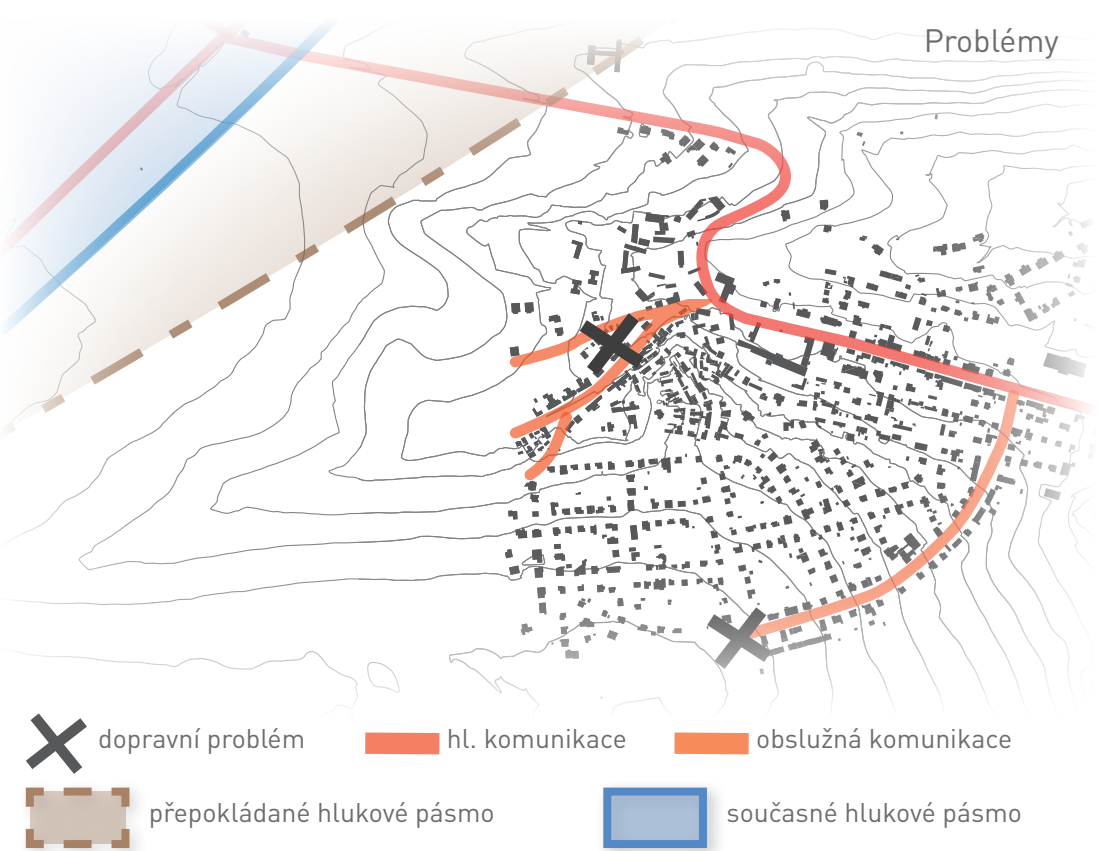 Problémy
dopravní problém
hl. komunikace
obslužná komunikace
přepokládané hlukové pásmo
současné hlukové pásmo